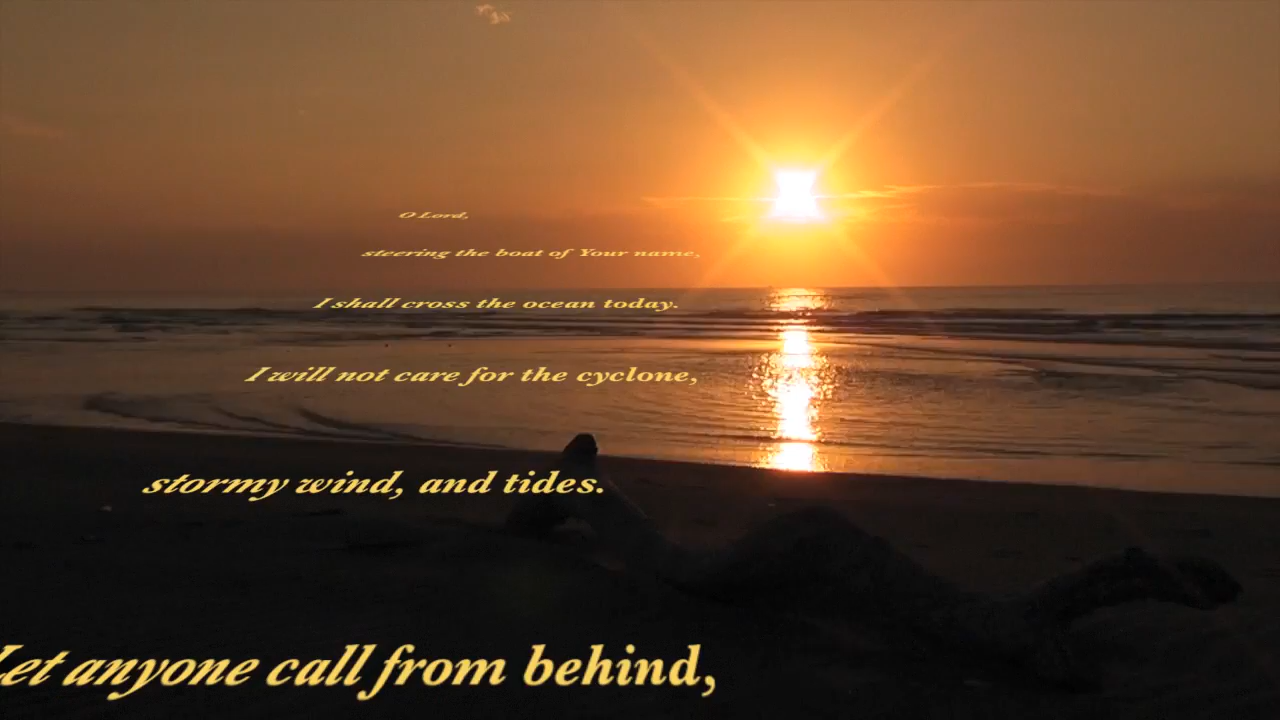 O Lord,
steering the boat of Your name,
I shall cross the ocean today.
I will not care for the cyclone,
stormy wind, and tides.
Let anyone call from behind,